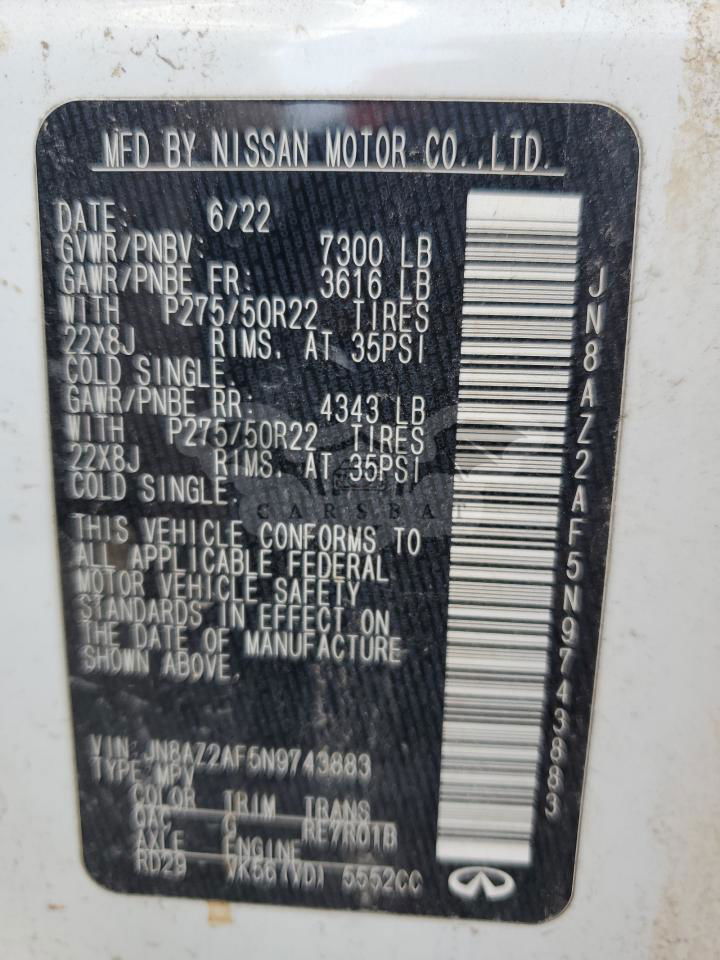 MFD BY NISSAN MOTOR CO.,LTD.
DATE: 6/22
GVWR/PNBV: 7300 LB
GAWR/PNBE FR: 3616 LB
WITH P275/50R22 TIRES
22X8J RIMS, AT 35PSI
COLD SINGLE.
GAWR/PNBE RR: 4343 LB
WITH P275/50R22 TIRES
22X8J RIMS, AT 35PSI
COLD SINGLE.
CARSBAT
THIS VEHICLE CONFORMS TO
ALL APPLICABLE FEDERAL
MOTOR VEHICLE SAFETY
STANDARDS IN EFFECT ON
THE DATE OF MANUFACTURE
SHOWN ABOVE.
VIN:JN8AZ2AF5N9743883
TYPE:MPV
COLOR TRIM TRANS
QAC G RE7R01B
AXLE ENGINE
RD29 VK56(VD) 5552CC
JN8AZ2AF5N9743883